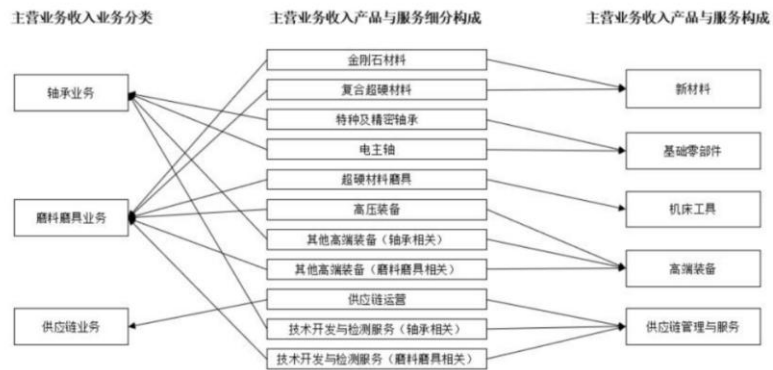 主营业务收入业务分类
主营业务收入产品与服务细分构成
主营业务收入产品与服务构成
轴承业务
磨料磨具业务
供应链业务
金刚石材料
复合超硬材料
特种及精密轴承
电主轴
超硬材料磨具
高压装备
其他高端装备（轴承相关）
其他高端装备（磨料磨具相关）
供应链运营
技术开发与检测服务（轴承相关）
技术开发与检测服务（磨料磨具相关）
新材料
基础零部件
机床工具
高端装备
供应链管理与服务